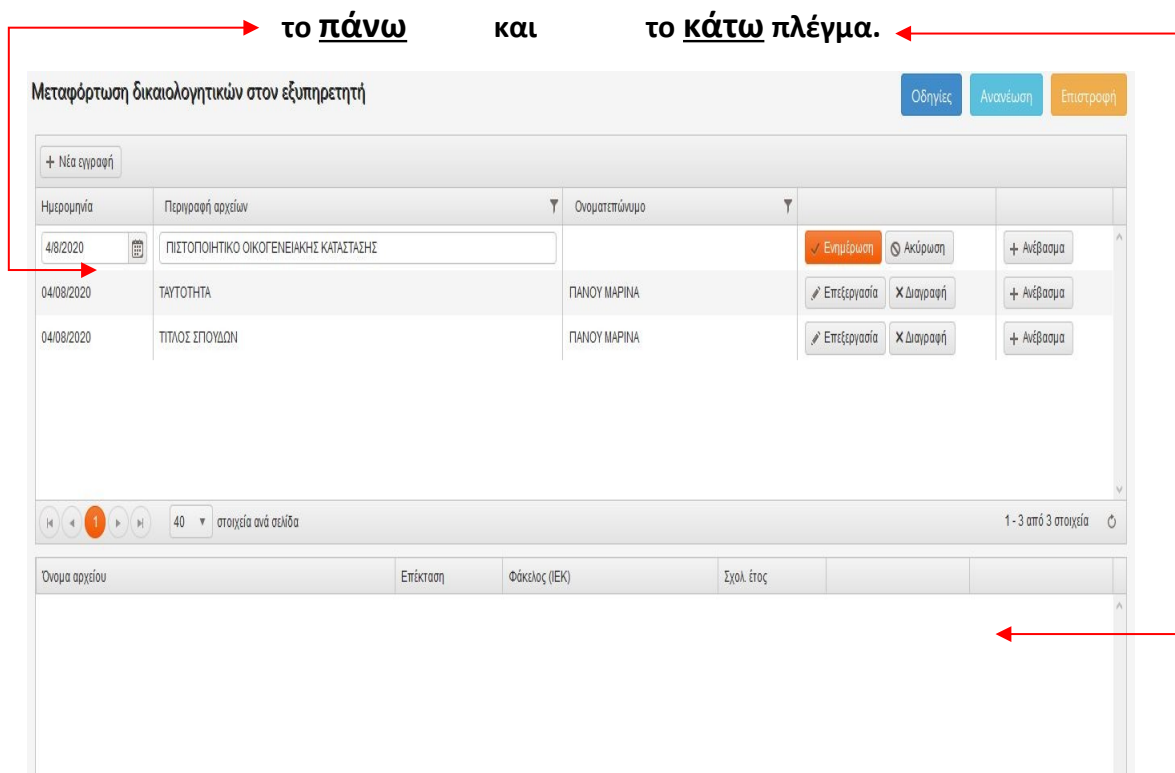 το πάνω και το κάτω πλέγμα.
Μεταφόρτωση δικαιολογητικών στον εξυπηρετητή Οδηγίες Ανανέωση Επιστροφή
+ Νέα εγγραφή
Ημερομηνία Περιγραφή αρχείων Ονοματεπώνυμο
4/8/2020 ΠΙΣΤΟΠΟΙΗΤΙΚΟ ΟΙΚΟΓΕΝΕΙΑΚΗΣ ΚΑΤΑΣΤΑΣΗΣ Ενημέρωση Ακύρωση + Ανέβασμα
04/08/2020 ΤΑΥΤΟΤΗΤΑ ΠΑΝΟΥ ΜΑΡΙΝΑ Επεξεργασία Διαγραφή + Ανέβασμα
04/08/2020 ΤΙΤΛΟΣ ΣΠΟΥΔΩΝ ΠΑΝΟΥ ΜΑΡΙΝΑ Επεξεργασία Διαγραφή + Ανέβασμα
1 40 στοιχεία ανά σελίδα 1 - 3 από 3 στοιχεία
Όνομα αρχείου Επέκταση Φάκελος (ΙΕΚ) Σχολ. έτος